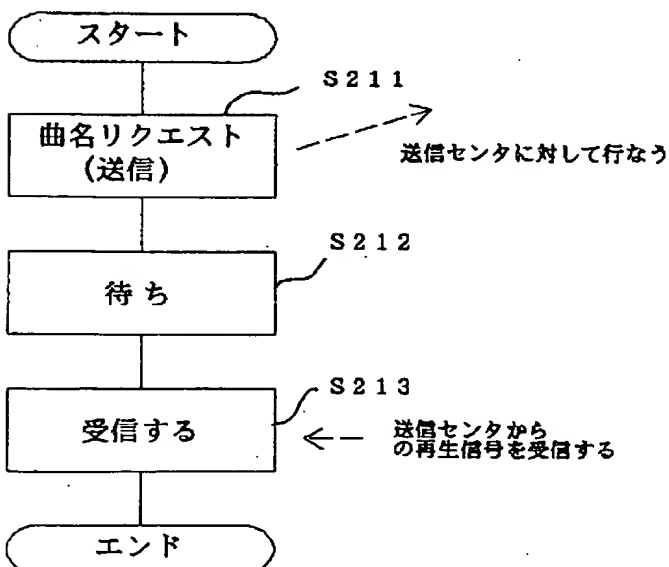 スタート
S211
曲名リクエスト
(送信)
送信センタに対して行なう
S212
待ち
S213
受信する
送信センタから
の再生信号を受信する
エンド